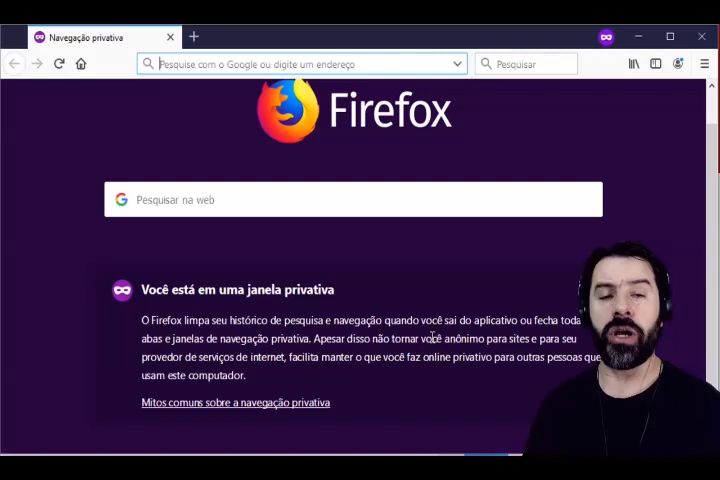 Navegação privativa
Pesquise com o Google ou digite um endereço
Pesquisar
Firefox
Pesquisar na web
Você está em uma janela privativa
O Firefox limpa seu histórico de pesquisa e navegação quando você sai do aplicativo ou fecha
abas e janelas de navegação privativa. Apesar disso não tornar você anônimo para sites e para seu
provedor de serviços de internet, facilita manter o que você faz online privativo para outras pessoas que
usam este computador.
Mitos comuns sobre a navegação privativa